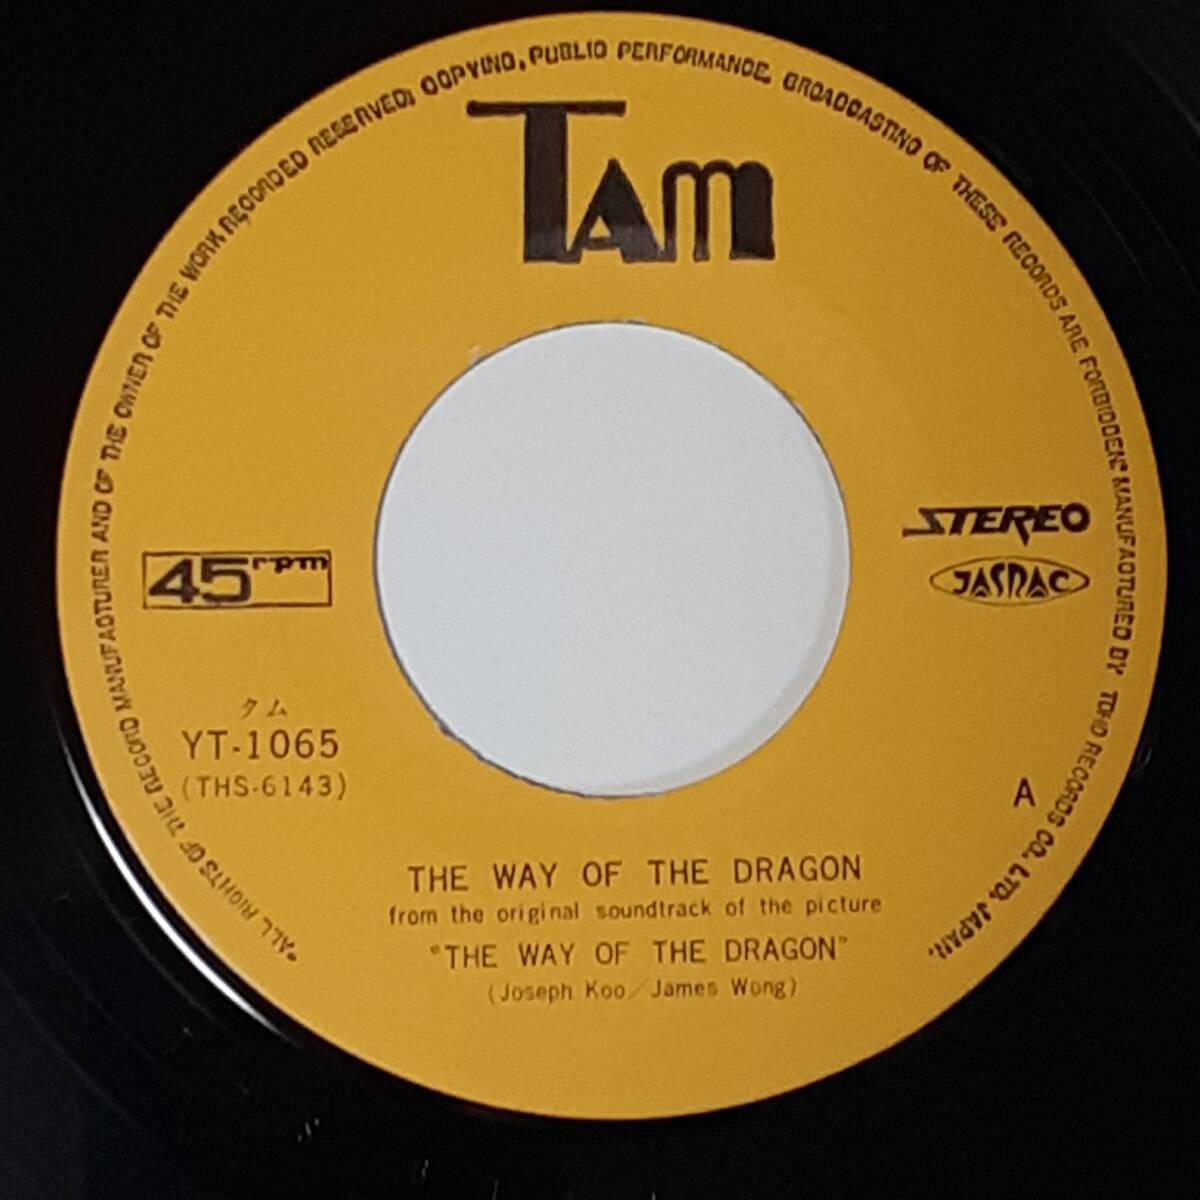 "ALL RIGHTS OF THE RECORD MANUFACTURER AND OF THE OWNER OF THE WORK RECORDED RESERVED; COPYING, PUBLIC PERFORMANCE, BROADCASTING OF THESE RECORDS ARE FORBIDDEN; MANUFACTURED BY TOHO RECORDS CO., LTD, JAPAN."
TAM
STEREO
JASRAC
45 rpm
タム
YT-1065
(THS-6143)
A
THE WAY OF THE DRAGON
from the original soundtrack of the picture
"THE WAY OF THE DRAGON"
(Joseph Koo/James Wong)